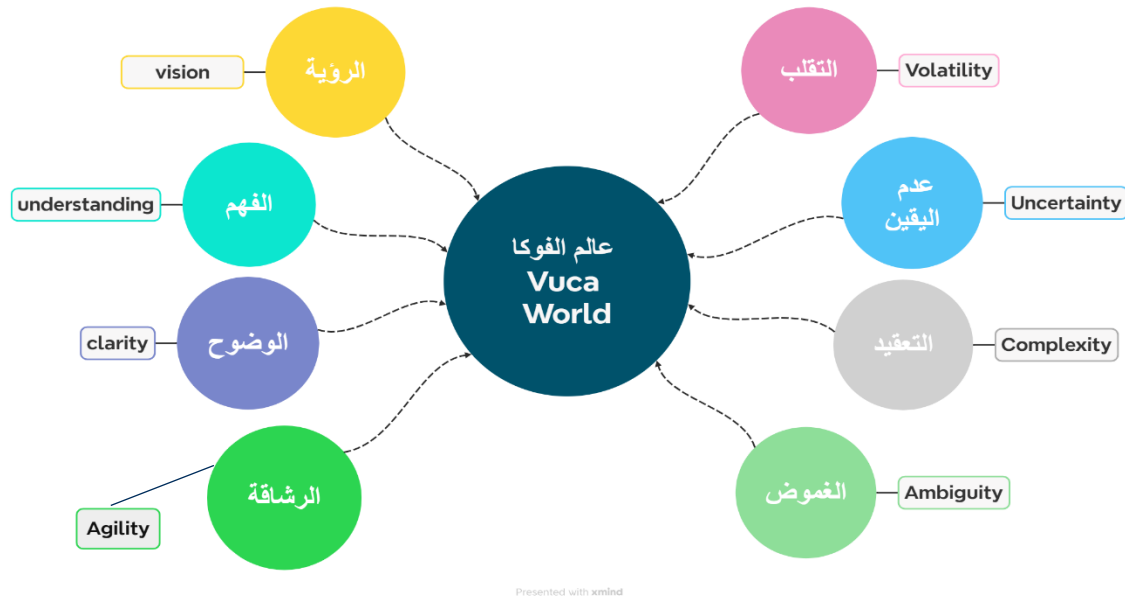 vision
الرؤية
understanding
الفهم
clarity
الوضوح
Agility
الرشاقة
عالم الفوكا
Vuca
World
التقلب
Volatility
عدم
اليقين
Uncertainty
التعقيد
Complexity
الغموض
Ambiguity
Presented with xmind